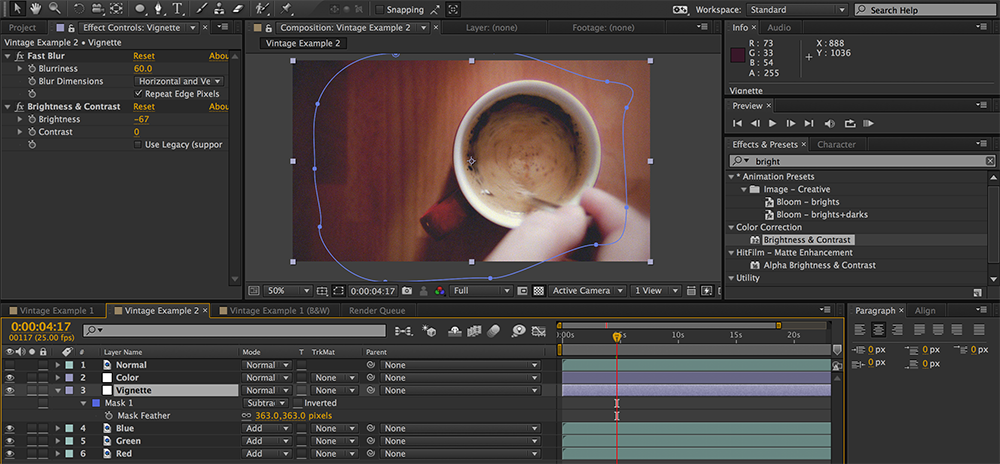 Snapping
Workspace: Standard
Search Help
Project
Effect Controls: Vignette
Composition: Vintage Example 2
Layer: (none)
Footage: (none)
Info
Audio
Vintage Example 2 • Vignette
Vintage Example 2
fx Fast Blur Reset Abou
Blurriness 60.0
Blur Dimensions Horizontal and Ve
Repeat Edge Pixels
fx Brightness & Contrast Reset Abou
Brightness -67
Contrast 0
Use Legacy (suppor
R : 73 X : 888
G : 33 Y : 1036
B : 54
A : 255
Vignette
Preview
Effects & Presets
Character
bright
* Animation Presets
Image – Creative
Bloom – brights
Bloom – brights+darks
Color Correction
Brightness & Contrast
HitFilm – Matte Enhancement
Alpha Brightness & Contrast
Utility
50% 0:00:04:17 Full Active Camera 1 View
Vintage Example 1
Vintage Example 2
Vintage Example 1 (B&W)
Render Queue
Paragraph
Align
0:00:04:17
00117 (25.00 fps)
:00s 05s 10s 15s 20s
# Layer Name Mode T TrkMat Parent
1 Normal Normal None
2 Color Normal None None
3 Vignette Normal None None
Mask 1 Subtra Inverted
Mask Feather 363.0,363.0 pixels
4 Blue Add None None
5 Green Add None None
6 Red Add None None
0 px 0 px 0 px
0 px 0 px